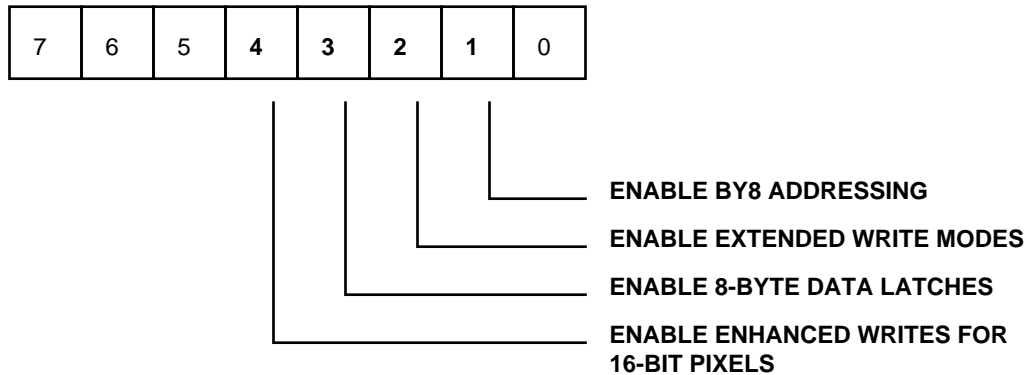 7 6 5 4 3 2 1 0
ENABLE BY8 ADDRESSING
ENABLE EXTENDED WRITE MODES
ENABLE 8-BYTE DATA LATCHES
ENABLE ENHANCED WRITES FOR
16-BIT PIXELS